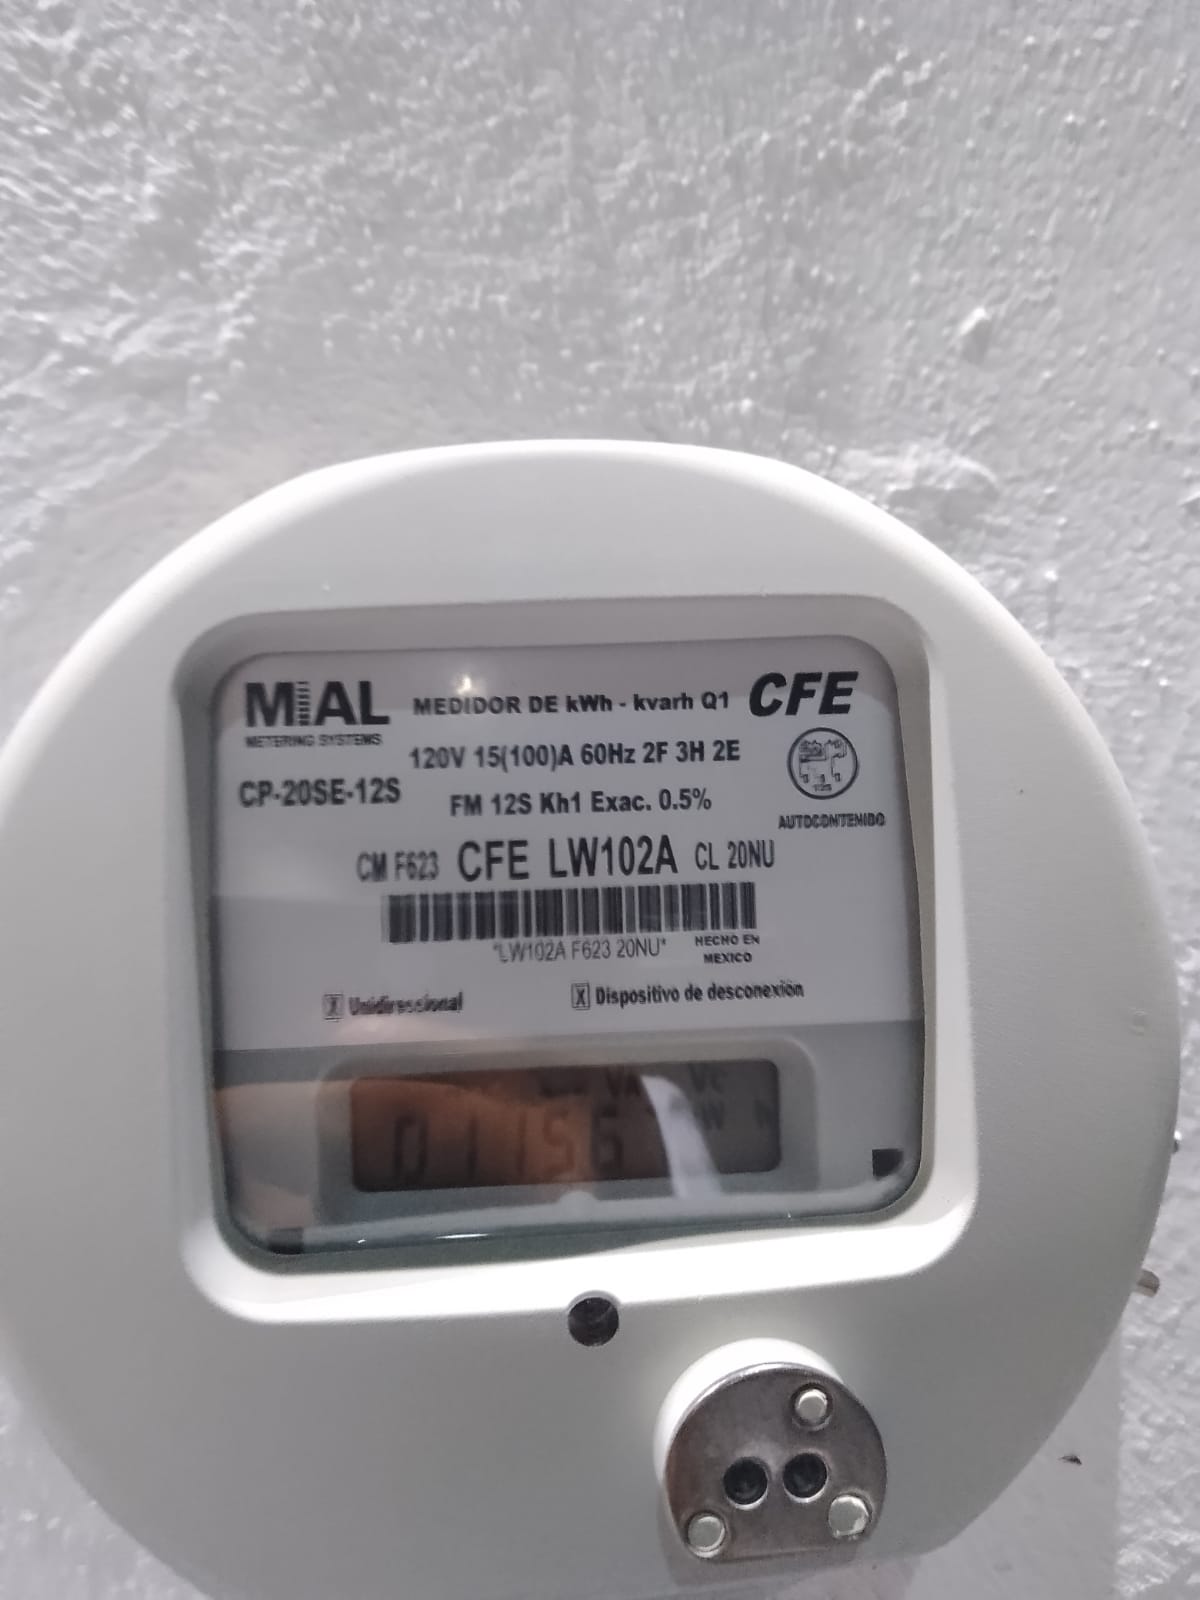 MIAL MEDIDOR DE kWh - kvarh Q1 CFE
METERING SYSTEMS
120V 15(100)A 60Hz 2F 3H 2E
CP-20SE-12S
FM 12S Kh1 Exac. 0.5%
12S
AUTOCONTENIDO
CM F623 CFE LW102A CL 20NU
*LW102A F623 20NU*
HECHO EN
MEXICO
X Unidireccional X Dispositivo de desconexión
01156